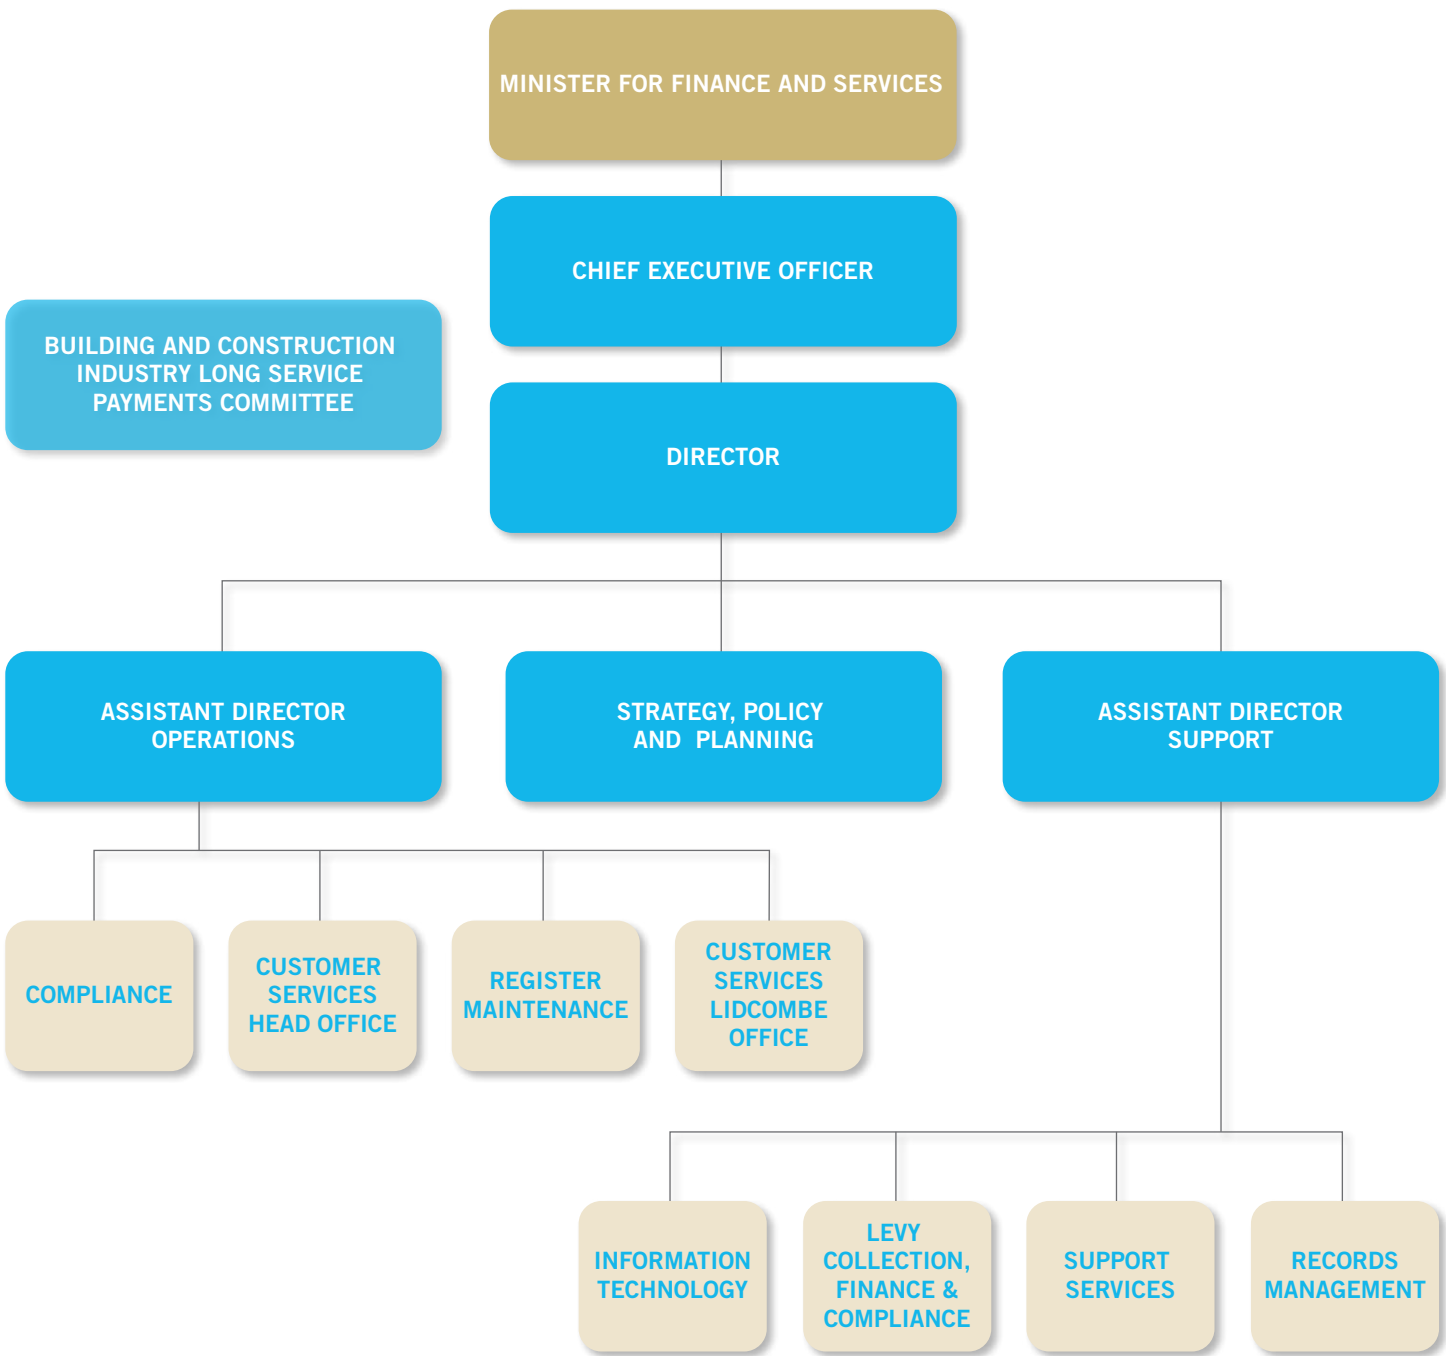 MINISTER FOR FINANCE AND SERVICES
CHIEF EXECUTIVE OFFICER
BUILDING AND CONSTRUCTION
INDUSTRY LONG SERVICE
PAYMENTS COMMITTEE
DIRECTOR
ASSISTANT DIRECTOR
OPERATIONS
STRATEGY, POLICY
AND PLANNING
ASSISTANT DIRECTOR
SUPPORT
COMPLIANCE
CUSTOMER
SERVICES
HEAD OFFICE
REGISTER
MAINTENANCE
CUSTOMER
SERVICES
LIDCOMBE
OFFICE
INFORMATION
TECHNOLOGY
LEVY
COLLECTION,
FINANCE &
COMPLIANCE
SUPPORT
SERVICES
RECORDS
MANAGEMENT